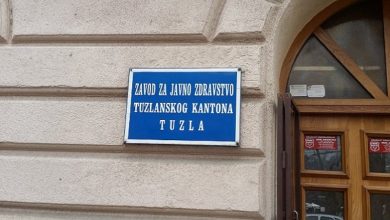 ZAVOD ZA JAVNO ZDRAVSTVO
TUZLANSKOG KANTONA
TUZLA